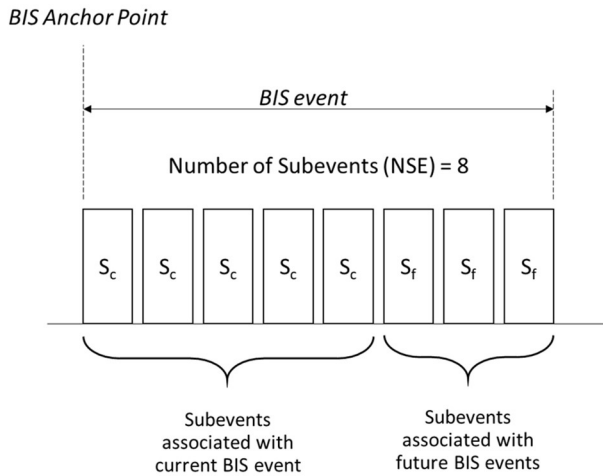 BIS Anchor Point
BIS event
Number of Subevents (NSE) = 8
Sc Sc Sc Sc Sc Sf Sf Sf
Subevents
associated with
current BIS event
Subevents
associated with
future BIS events